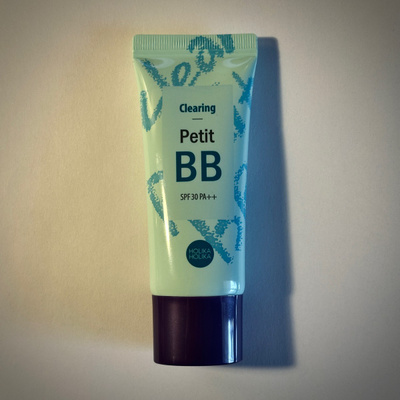 Clearing
Petit
BB
SPF 30 PA++
HOLIKA
HOLIKA